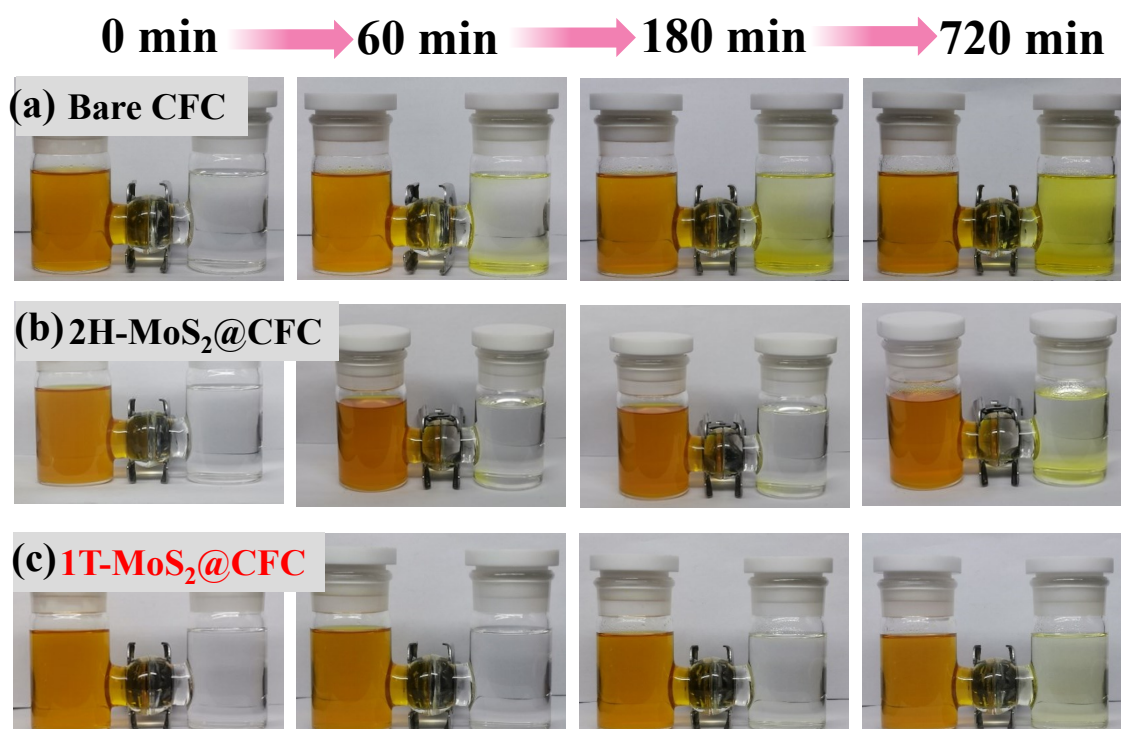 0 min 60 min 180 min 720 min
(a) Bare CFC
(b) 2H-MoS₂@CFC
(c) 1T-MoS₂@CFC